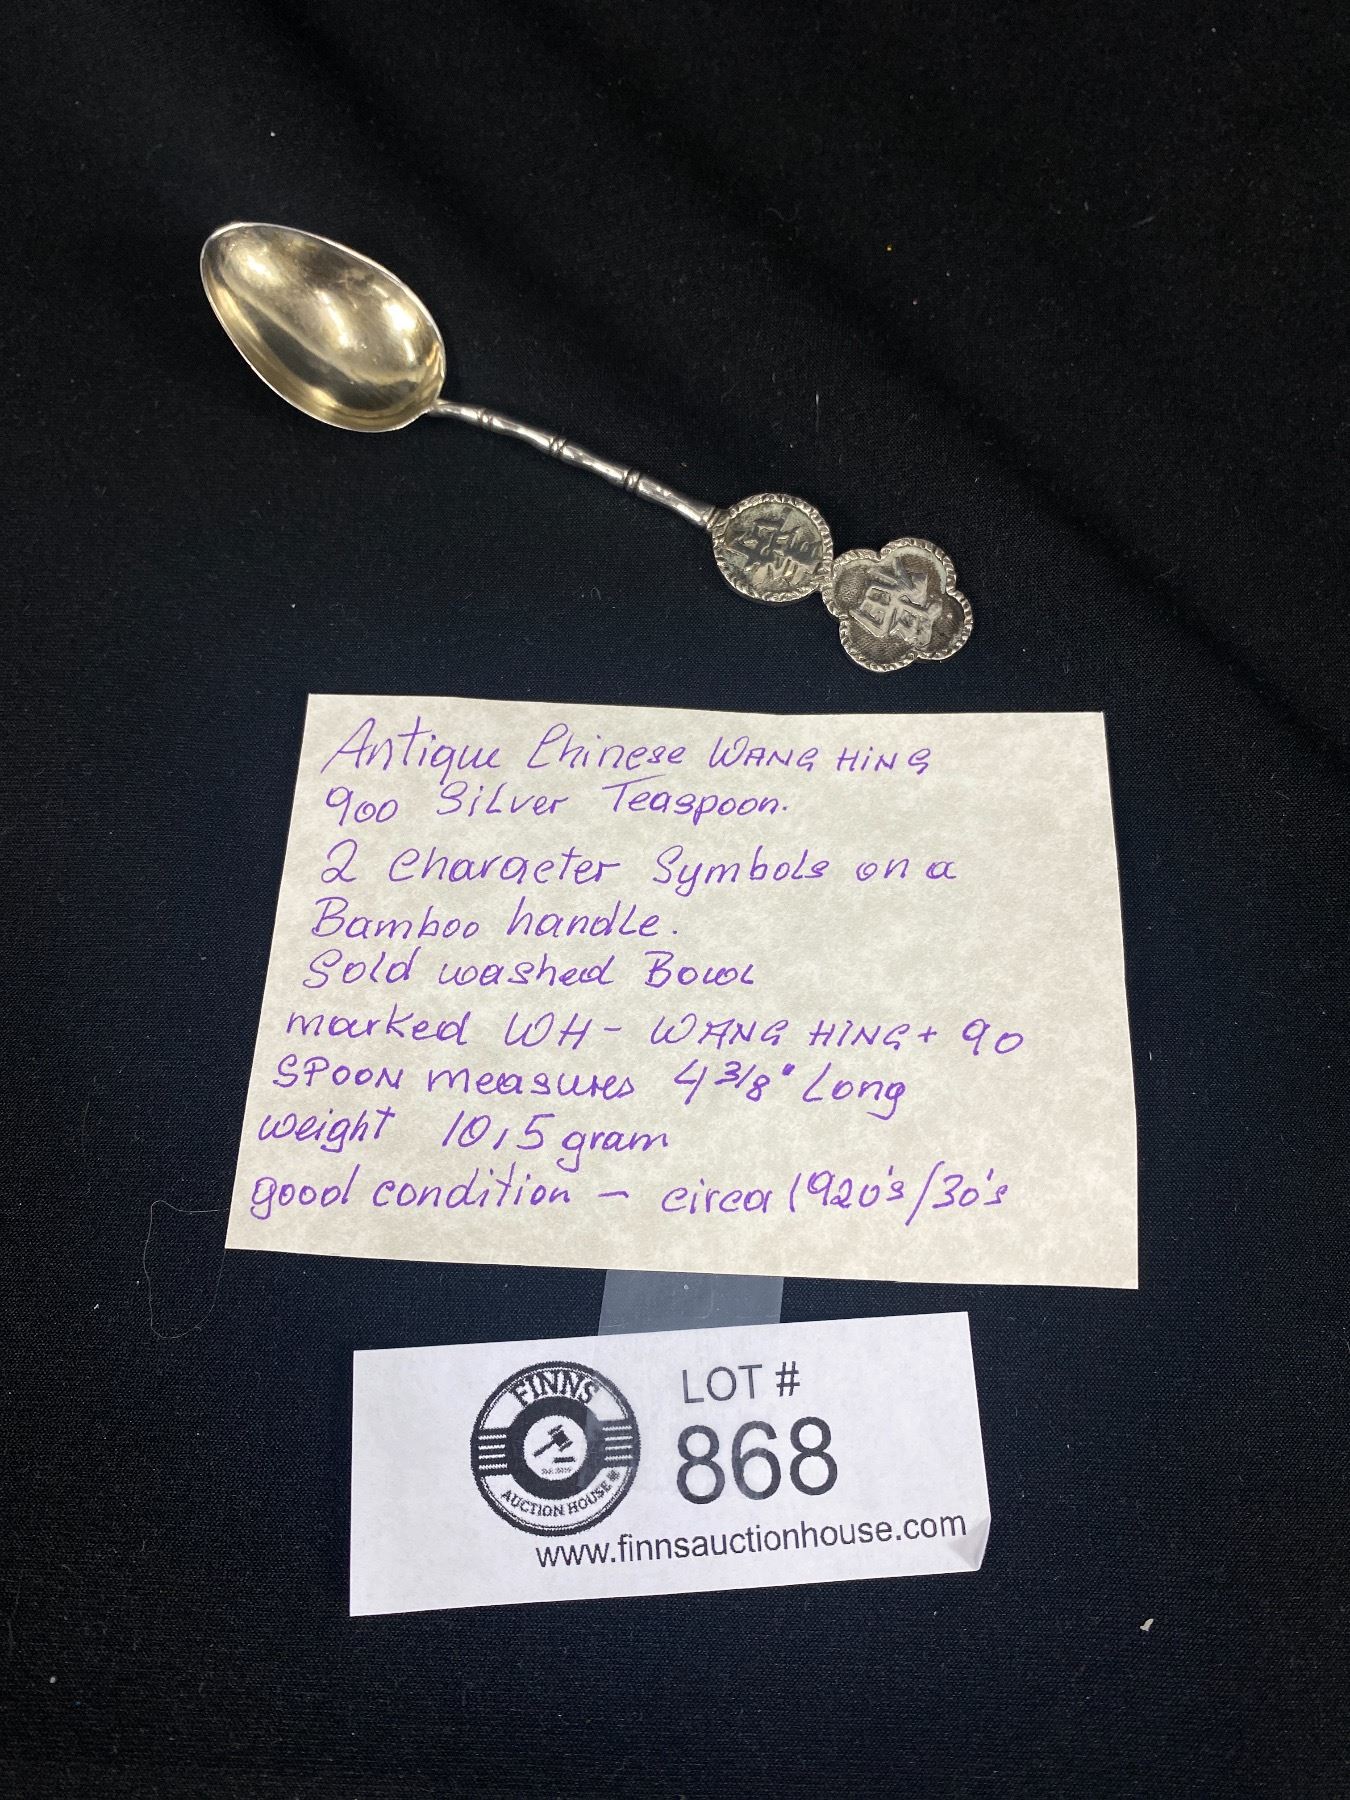 Antique Chinese WANG HING
900 Silver Teaspoon.
2 Character Symbols on a
Bamboo handle.
Gold washed Bowl
marked WH - WANG HING + 90
SPOON measures 4 3/8" Long
weight 10,5 gram
good condition - circa 1920's/30's
FINNS
AUCTION HOUSE
LOT #
868
www.finnsauctionhouse.com